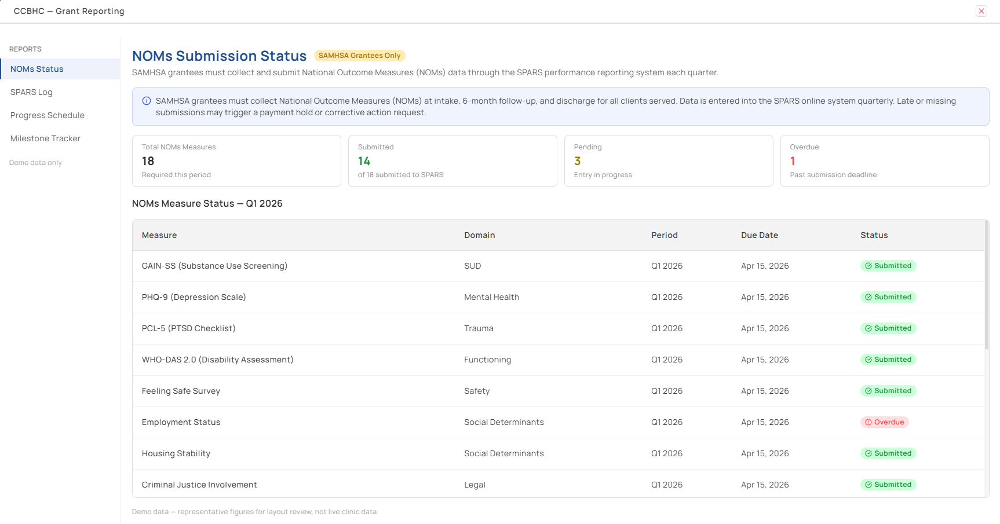 CCBHC — Grant Reporting
REPORTS
NOMs Status
SPARS Log
Progress Schedule
Milestone Tracker
Demo data only
NOMs Submission Status
SAMHSA Grantees Only
SAMHSA grantees must collect and submit National Outcome Measures (NOMs) data through the SPARS performance reporting system each quarter.
SAMHSA grantees must collect National Outcome Measures (NOMs) at intake, 6-month follow-up, and discharge for all clients served. Data is entered into the SPARS online system quarterly. Late or missing
submissions may trigger a payment hold or corrective action request.
Total NOMs Measures
18
Required this period
Submitted
14
of 18 submitted to SPARS
Pending
3
Entry in progress
Overdue
1
Past submission deadline
NOMs Measure Status — Q1 2026
Measure Domain Period Due Date Status
GAIN-SS (Substance Use Screening) SUD Q1 2026 Apr 15, 2026 Submitted
PHQ-9 (Depression Scale) Mental Health Q1 2026 Apr 15, 2026 Submitted
PCL-5 (PTSD Checklist) Trauma Q1 2026 Apr 15, 2026 Submitted
WHO-DAS 2.0 (Disability Assessment) Functioning Q1 2026 Apr 15, 2026 Submitted
Feeling Safe Survey Safety Q1 2026 Apr 15, 2026 Submitted
Employment Status Social Determinants Q1 2026 Apr 15, 2026 Overdue
Housing Stability Social Determinants Q1 2026 Apr 15, 2026 Submitted
Criminal Justice Involvement Legal Q1 2026 Apr 15, 2026 Submitted
Demo data — representative figures for layout review, not live clinic data.